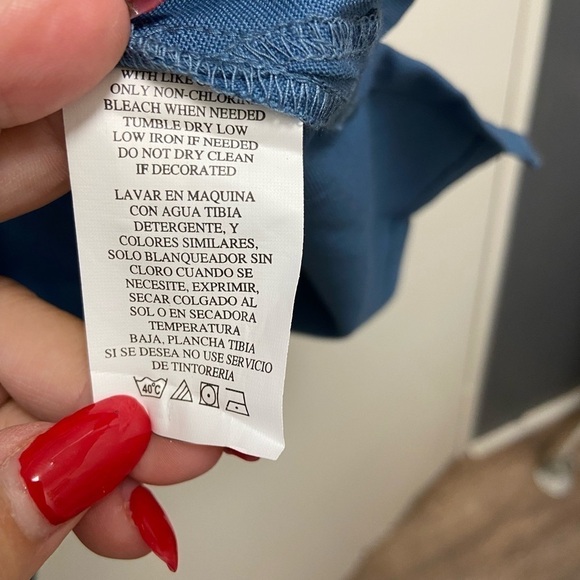 WITH LIKE
ONLY NON-CHLORIN
BLEACH WHEN NEEDED
TUMBLE DRY LOW
LOW IRON IF NEEDED
DO NOT DRY CLEAN
IF DECORATED
LAVAR EN MAQUINA
CON AGUA TIBIA
DETERGENTE, Y
COLORES SIMILARES,
SOLO BLANQUEADOR SIN
CLORO CUANDO SE
NECESITE, EXPRIMIR,
SECAR COLGADO AL
SOL O EN SECADORA
TEMPERATURA
BAJA, PLANCHA TIBIA
SI SE DESEA NO USE SERVICIO
DE TINTORERIA
40°C